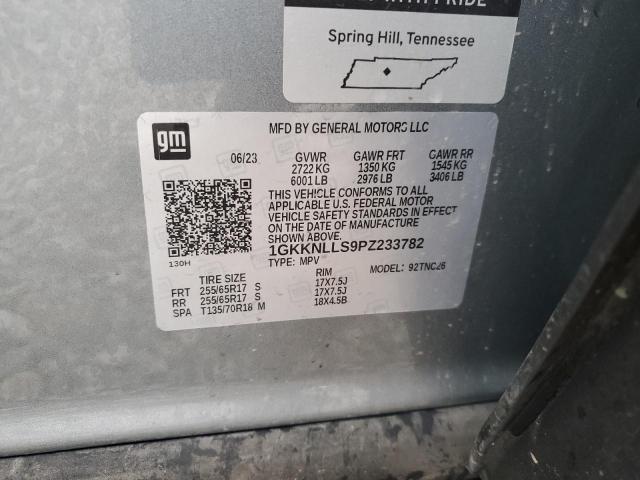 WITH PRIDE
Spring Hill, Tennessee
gm
MFD BY GENERAL MOTORS LLC
06/23 GVWR GAWR FRT GAWR RR
2722 KG 1350 KG 1545 KG
6001 LB 2976 LB 3406 LB
THIS VEHICLE CONFORMS TO ALL
APPLICABLE U.S. FEDERAL MOTOR
VEHICLE SAFETY STANDARDS IN EFFECT
ON THE DATE OF MANUFACTURE
SHOWN ABOVE.
1GKKNLLS9PZ233782
130H
TYPE: MPV MODEL: 92TNC26
TIRE SIZE RIM
FRT 255/65R17 S 17X7.5J
RR 255/65R17 S 17X7.5J
SPA T135/70R18 M 18X4.5B